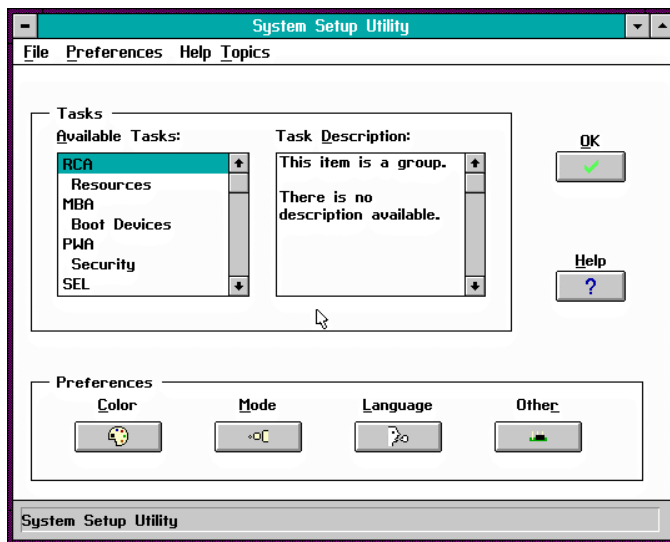 System Setup Utility
File Preferences Help Topics
Tasks
Available Tasks:
RCA
Resources
MBA
Boot Devices
PWA
Security
SEL
Task Description:
This item is a group.
There is no
description available.
OK
Help
?
Preferences
Color Mode Language Other
System Setup Utility